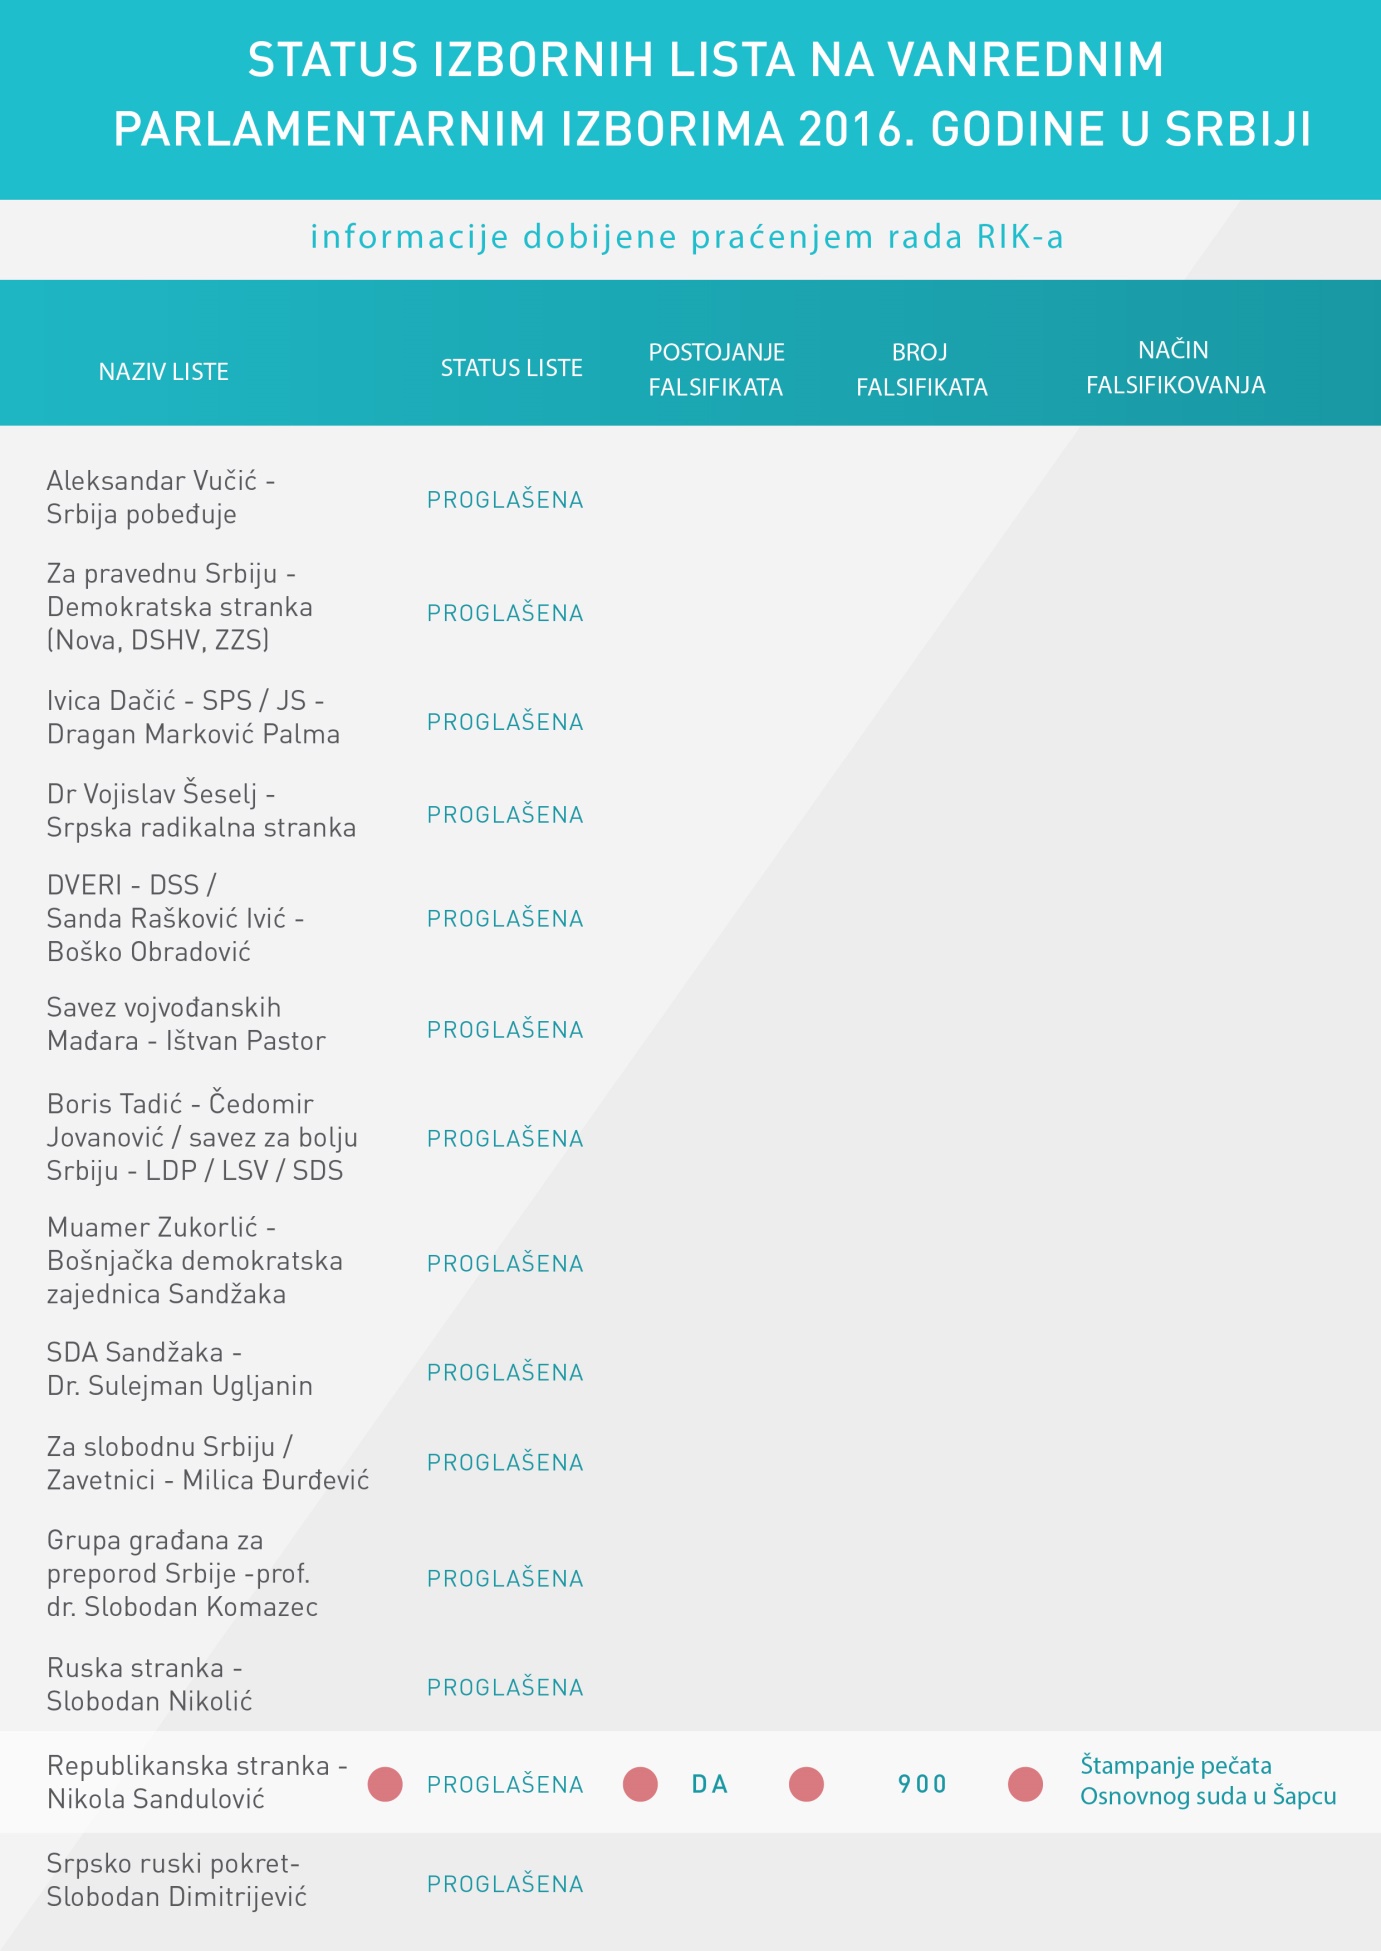 STATUS IZBORNIH LISTA NA VANREDNIM
PARLAMENTARNIM IZBORIMA 2016. GODINE U SRBIJI
informacije dobijene praćenjem rada RIK-a
NAZIV LISTE
STATUS LISTE
POSTOJANJE
FALSIFIKATA
BROJ
FALSIFIKATA
NAČIN
FALSIFIKOVANJA
Aleksandar Vučić -
Srbija pobeđuje
PROGLAŠENA
Za pravednu Srbiju -
Demokratska stranka
(Nova, DSHV, ZZS)
PROGLAŠENA
Ivica Dačić - SPS / JS -
Dragan Marković Palma
PROGLAŠENA
Dr Vojislav Šeselj -
Srpska radikalna stranka
PROGLAŠENA
DVERI - DSS /
Sanda Rašković Ivić -
Boško Obradović
PROGLAŠENA
Savez vojvođanskih
Mađara - Ištvan Pastor
PROGLAŠENA
Boris Tadić - Čedomir
Jovanović / savez za bolju
Srbiju - LDP / LSV / SDS
PROGLAŠENA
Muamer Zukorlić -
Bošnjačka demokratska
zajednica Sandžaka
PROGLAŠENA
SDA Sandžaka -
Dr. Sulejman Ugljanin
PROGLAŠENA
Za slobodnu Srbiju /
Zavetnici - Milica Đurđević
PROGLAŠENA
Grupa građana za
preporod Srbije -prof.
dr. Slobodan Komazec
PROGLAŠENA
Ruska stranka -
Slobodan Nikolić
PROGLAŠENA
Republikanska stranka -
Nikola Sandulović
PROGLAŠENA
DA
900
Štampanje pečata
Osnovnog suda u Šapcu
Srpsko ruski pokret-
Slobodan Dimitrijević
PROGLAŠENA